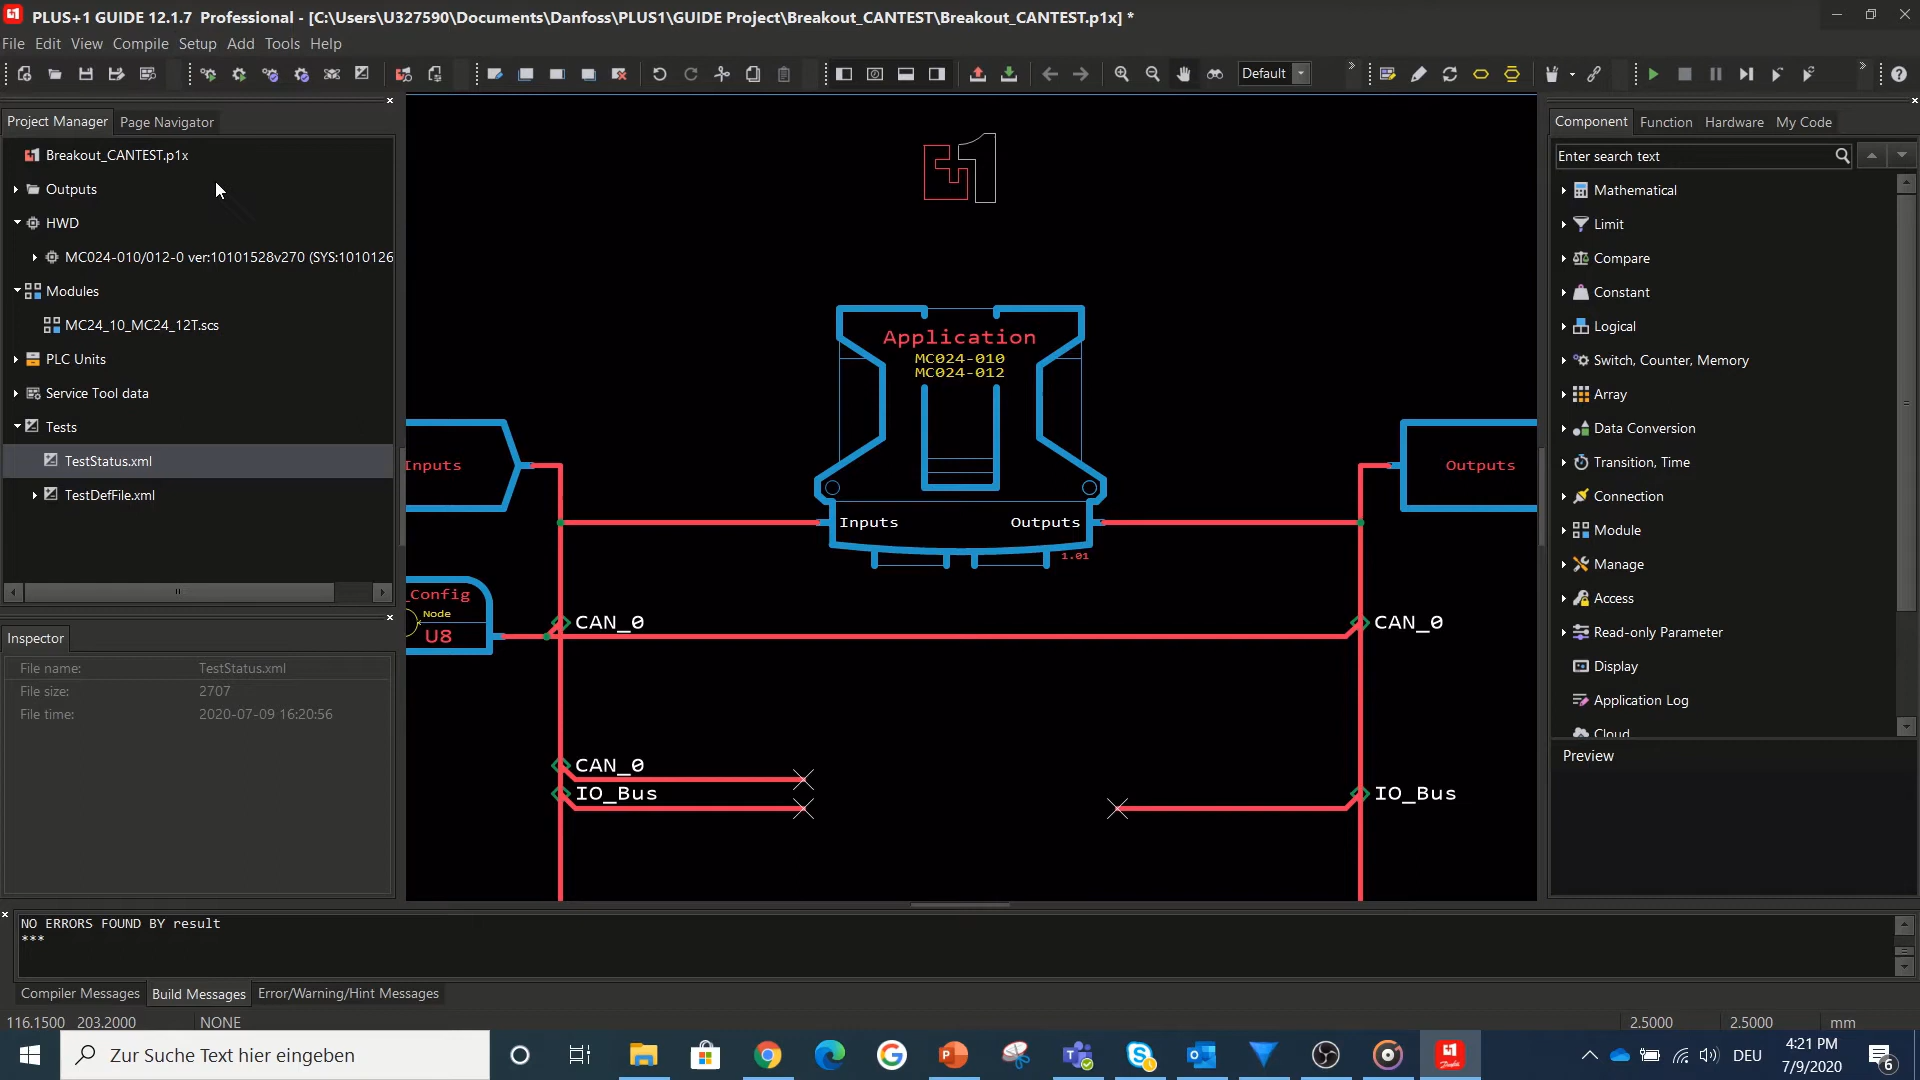 PLUS+1 GUIDE 12.1.7 Professional - [C:\Users\U327590\Documents\Danfoss\PLUS1\GUIDE Project\Breakout_CANTEST\Breakout_CANTEST.p1x] *
File Edit View Compile Setup Add Tools Help
Default
Project Manager
Page Navigator
Breakout_CANTEST.p1x
Outputs
HWD
MC024-010/012-0 ver:10101528v270 (SYS:1010126
Modules
MC24_10_MC24_12T.scs
PLC Units
Service Tool data
Tests
TestStatus.xml
TestDefFile.xml
Inspector
File name: TestStatus.xml
File size: 2707
File time: 2020-07-09 16:20:56
Application
MC024-010
MC024-012
Inputs
Inputs
Outputs
Outputs
1.01
_Config
Node
U8
CAN_0
CAN_0
CAN_0
IO_Bus
IO_Bus
Component
Function
Hardware
My Code
Enter search text
Mathematical
Limit
Compare
Constant
Logical
Switch, Counter, Memory
Array
Data Conversion
Transition, Time
Connection
Module
Manage
Access
Read-only Parameter
Display
Application Log
Cloud
Preview
NO ERRORS FOUND BY result
***
Compiler Messages
Build Messages
Error/Warning/Hint Messages
116.1500 203.2000 NONE
2.5000 2.5000 mm
Zur Suche Text hier eingeben
DEU
4:21 PM
7/9/2020
6